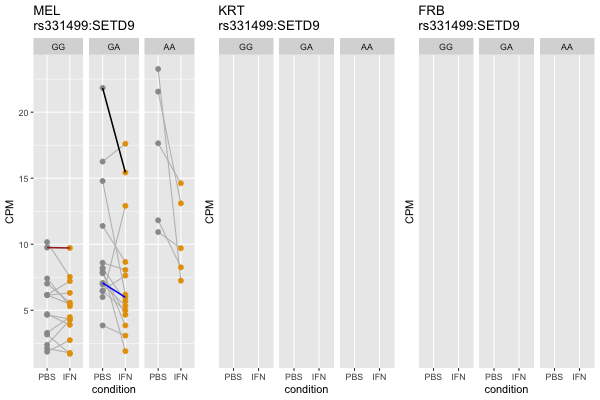 MEL
rs331499:SETD9
KRT
rs331499:SETD9
FRB
rs331499:SETD9
GG GA AA
GG GA AA
GG GA AA
CPM
20
15
10
5
PBS IFN PBS IFN PBS IFN
condition
CPM
PBS IFN PBS IFN PBS IFN
condition
CPM
PBS IFN PBS IFN PBS IFN
condition